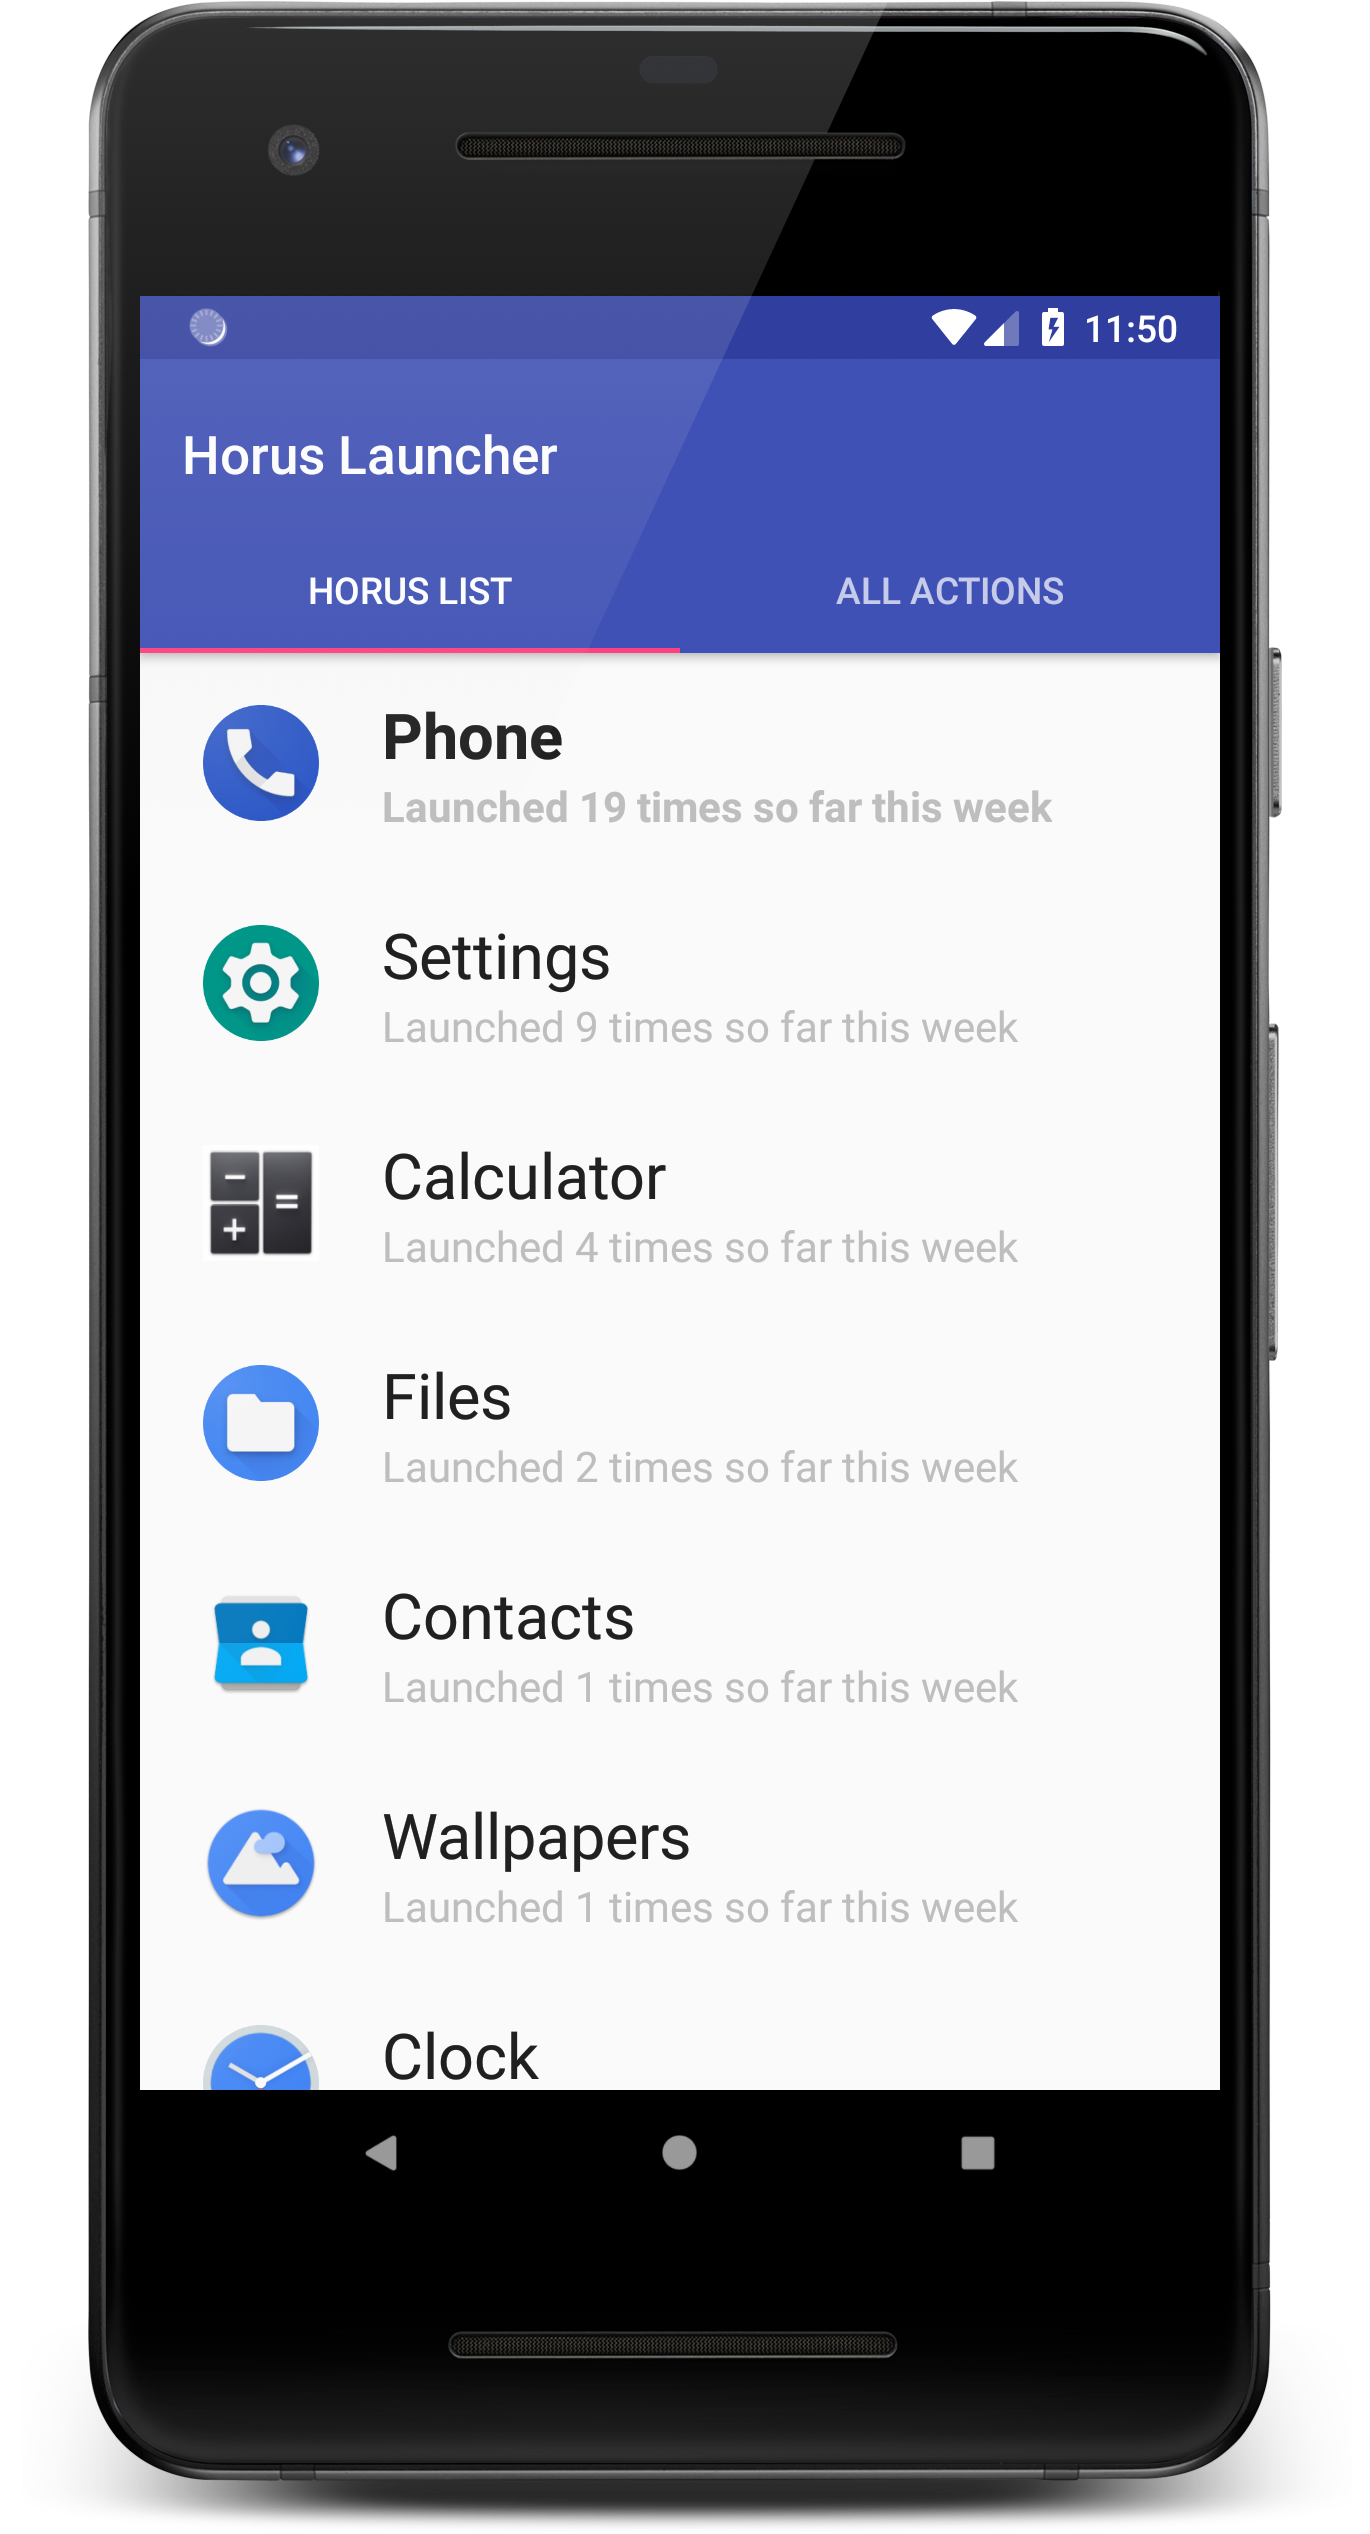 11:50
Horus Launcher
HORUS LIST ALL ACTIONS
Phone
Launched 19 times so far this week
Settings
Launched 9 times so far this week
Calculator
Launched 4 times so far this week
Files
Launched 2 times so far this week
Contacts
Launched 1 times so far this week
Wallpapers
Launched 1 times so far this week
Clock